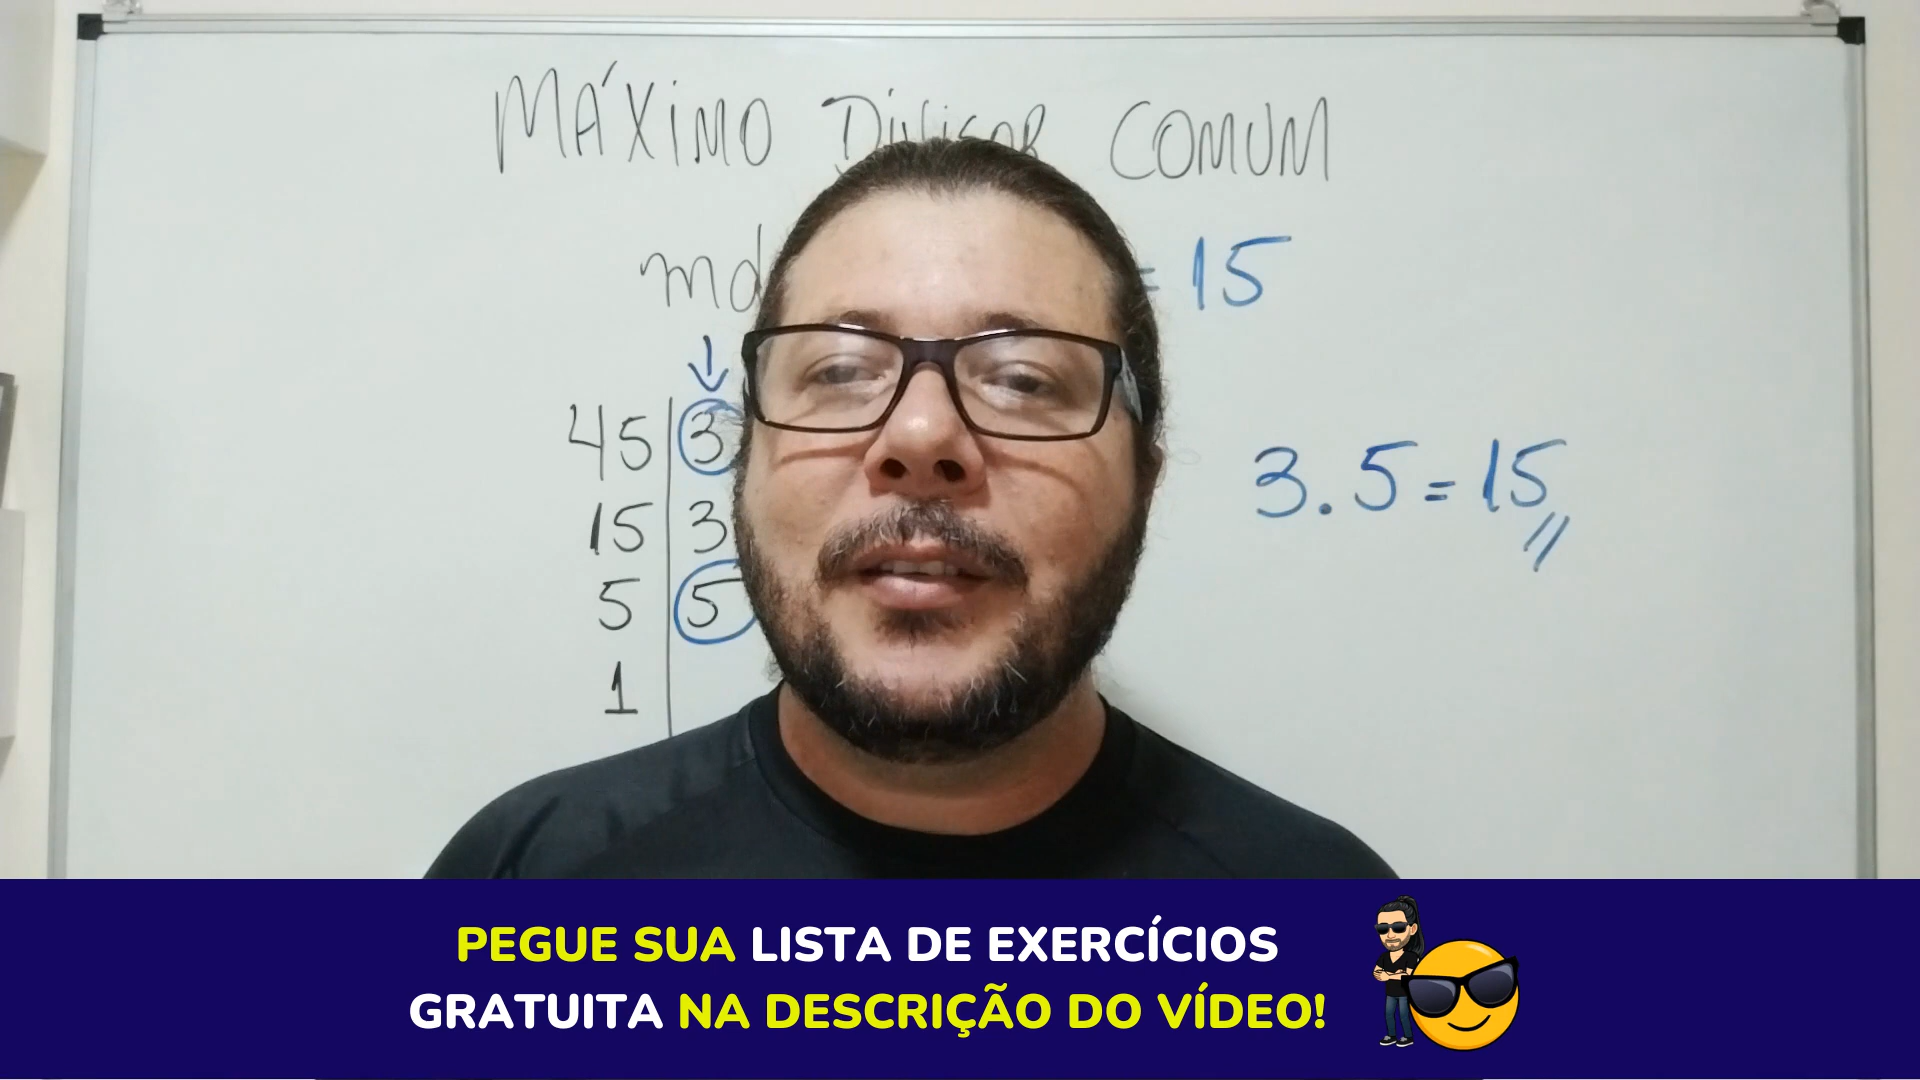 MÁXIMO DiViSOR COMUM
= 15
45 3
15 3
5 5
1
3.5=15
PEGUE SUA LISTA DE EXERCÍCIOS
GRATUITA NA DESCRIÇÃO DO VÍDEO!